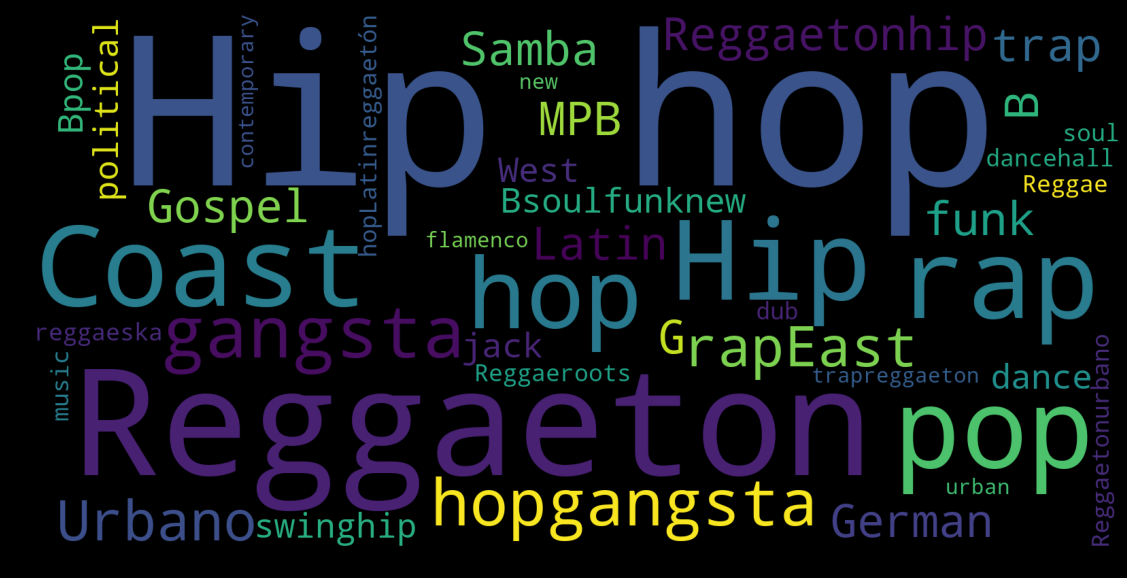 Hip hop
Reggaetonhip
trap
Samba
new
MPB
B
soul
dancehall
Reggae
Bpop
political
contemporary
hopLatinreggaetón
West
Bsoulfunknew
Gospel
funk
Coast
flamenco
Latin
Hip
rap
hop
dub
reggaeska
gangsta
jack
G
rapEast
music
Reggaeroots
trapreggaeton
dance
Reggaetonurbano
Reggaeton
pop
urban
Urbano
swinghip
hopgangsta
German